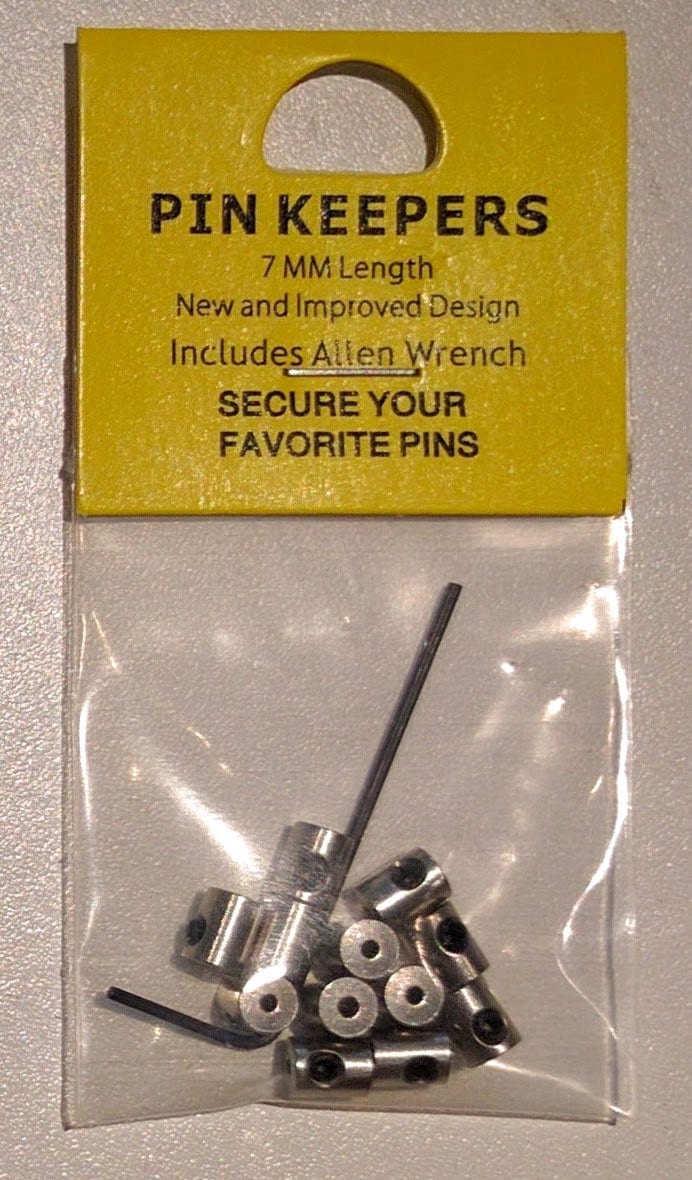 PIN KEEPERS
7 MM Length
New and Improved Design
Includes Allen Wrench
SECURE YOUR
FAVORITE PINS